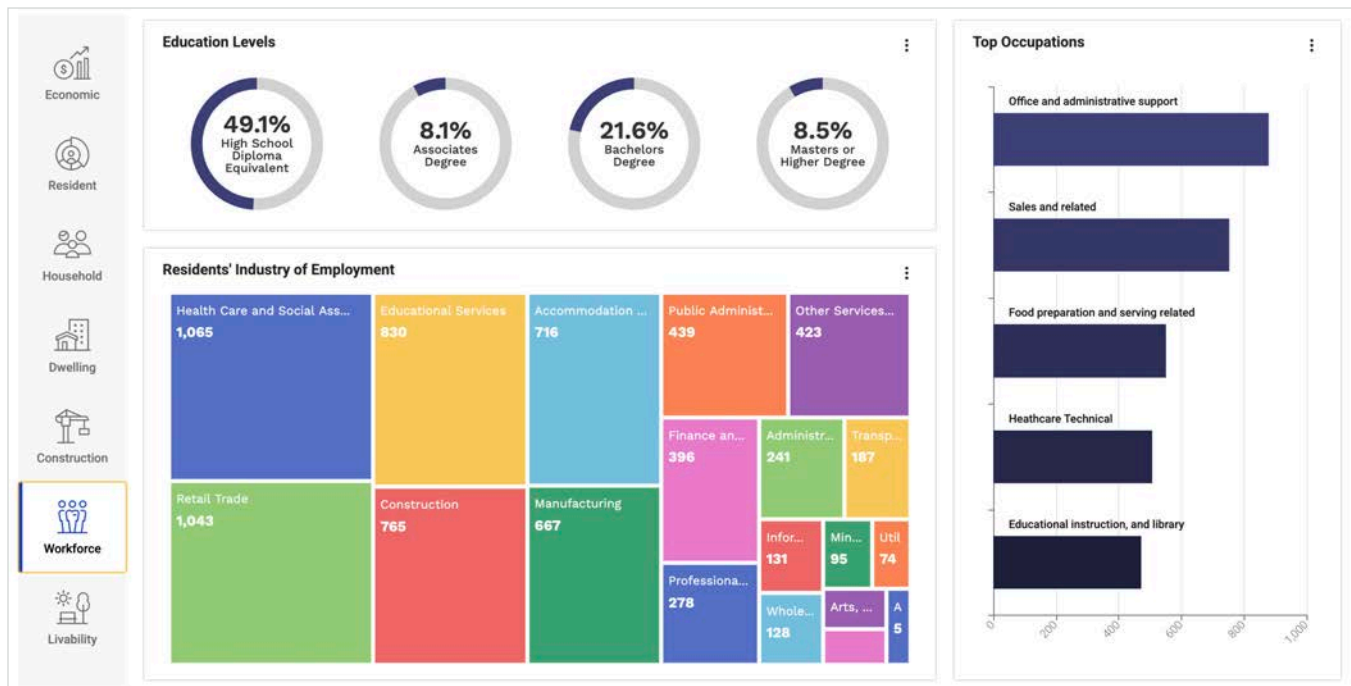 Economic
Resident
Household
Dwelling
Construction
Workforce
Livability
Education Levels
49.1%
High School
Diploma
Equivalent
8.1%
Associates
Degree
21.6%
Bachelors
Degree
8.5%
Masters or
Higher Degree
Residents' Industry of Employment
Health Care and Social Ass...
1,065
Educational Services
830
Accommodation ...
716
Public Administ...
439
Other Services...
423
Retail Trade
1,043
Construction
765
Manufacturing
667
Finance an...
396
Administr...
241
Transp...
187
Professiona...
278
Infor...
131
Min...
95
Util
74
Whole...
128
Arts, ...
A
5
Top Occupations
Office and administrative support
Sales and related
Food preparation and serving related
Heathcare Technical
Educational instruction, and library
0
200
400
600
800
1,000